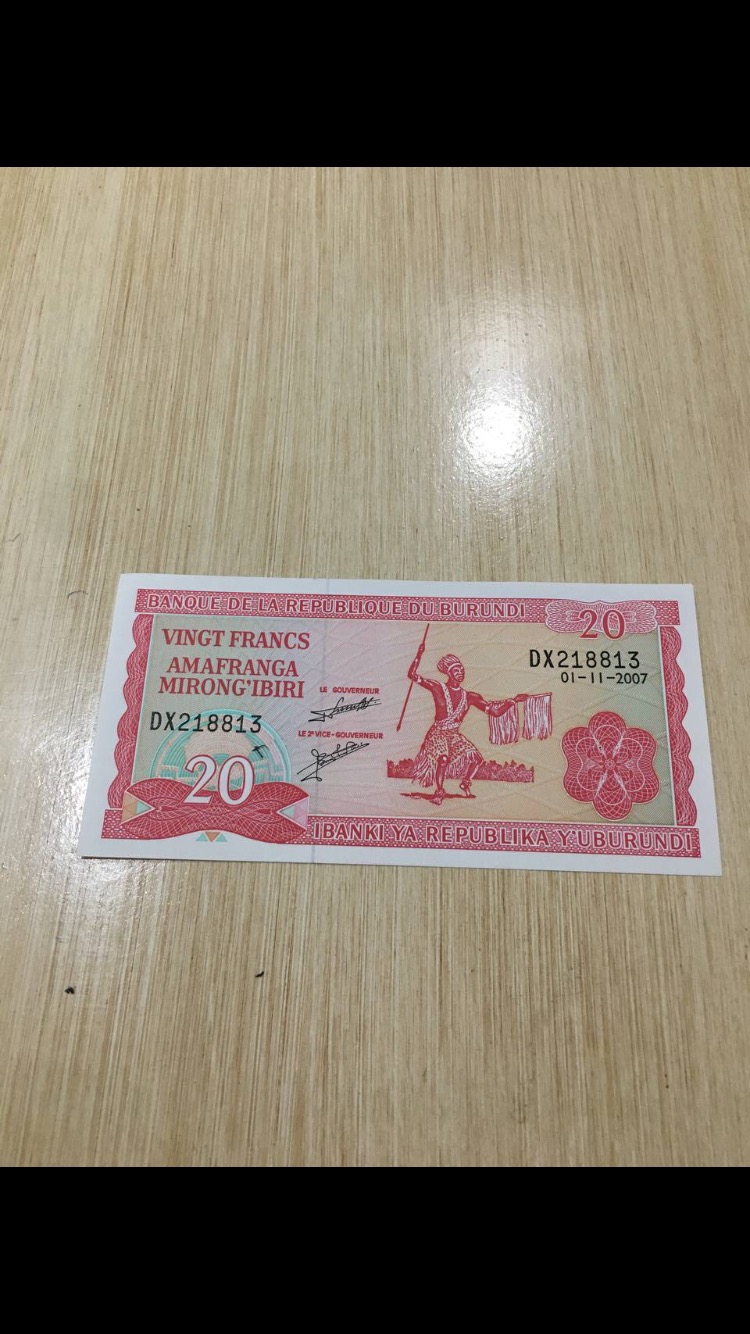 BANQUE DE LA REPUBLIQUE DU BURUNDI
20
VINGT FRANCS
AMAFRANGA
MIRONG'IBIRI
DX218813
01-11-2007
LE GOUVERNEUR
LE 2e VICE-GOUVERNEUR
DX218813
20
IBANKI YA REPUBLIKA Y'UBURUNDI